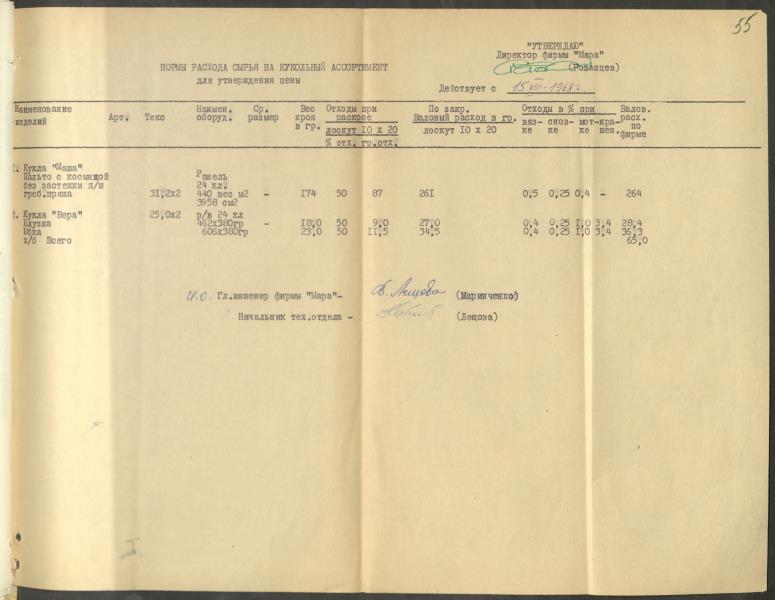 55
"УТВЕРЖДАЮ"
Директор фирмы "Мара"
(Розанцев)
НОРМЫ РАСХОДА СЫРЬЯ НА КУКОЛЬНЫЙ АССОРТИМЕНТ
для утверждения цены
Действует с 15 VIII-1968г.
Наименование изделий Арт. Текс Наимен. оборуд. Ср. размер Вес кроя в гр. Отходы при раскрое лоскут 10 х 20 % отх. гр.отх. По закр. Валовый расход в гр. лоскут 10 х 20 Отходы в % при вяз-ке снов-ке мот-ке кра-шен. Валов. расх. по фирме
1. Кукла "Маша"
Пальто с косынкой Рашель
без застежки п/ш 24 кл.
греб.пряжа 31,2х2 440 вес м2 - 174 50 87 261 0,5 0,25 0,4 - 264
3958 см2
2. Кукла "Вера" 25,0х2 р/в 24 кл
Блузка 462х380гр - 18,0 50 9,0 27,0 0,4 0,25 1,0 3,4 28,4
Юбка 606х380гр 23,0 50 11,5 34,5 0,4 0,25 1,0 3,4 36,3
х/б Всего 65,0
И.О. Гл.инженер фирмы "Мара"- Лещова (Маринченко)
Начальник тех.отдела - (Лещова)